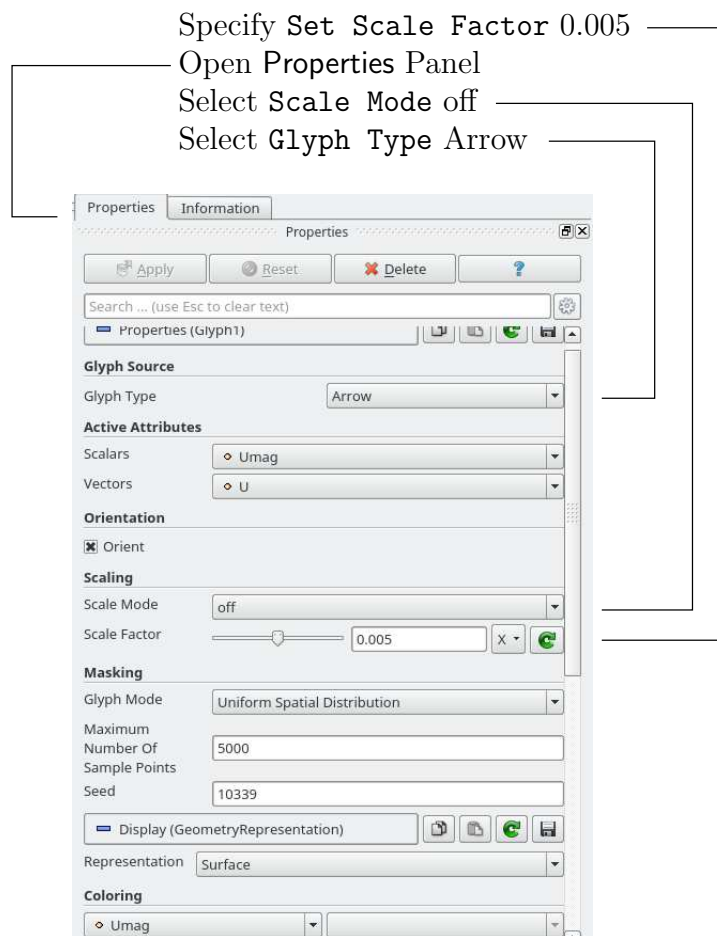 Specify Set Scale Factor 0.005
Open Properties Panel
Select Scale Mode off
Select Glyph Type Arrow
Properties Information
Properties
Apply Reset Delete ?
Search ... (use Esc to clear text)
Properties (Glyph1)
Glyph Source
Glyph Type Arrow
Active Attributes
Scalars Umag
Vectors U
Orientation
Orient
Scaling
Scale Mode off
Scale Factor 0.005 X
Masking
Glyph Mode Uniform Spatial Distribution
Maximum
Number Of
Sample Points
5000
Seed 10339
Display (GeometryRepresentation)
Representation Surface
Coloring
Umag